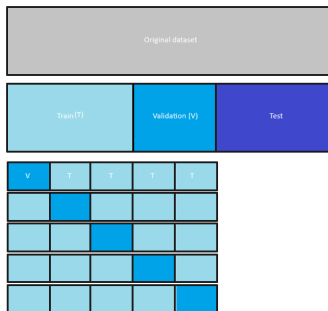 Original dataset
Train (T) Validation (V) Test
V T T T T